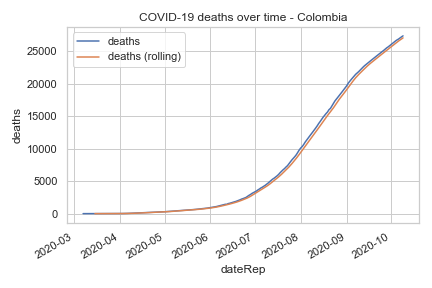 COVID-19 deaths over time - Colombia
deaths
deaths (rolling)
deaths
25000
20000
15000
10000
5000
0
2020-03
2020-04
2020-05
2020-06
2020-07
2020-08
2020-09
2020-10
dateRep